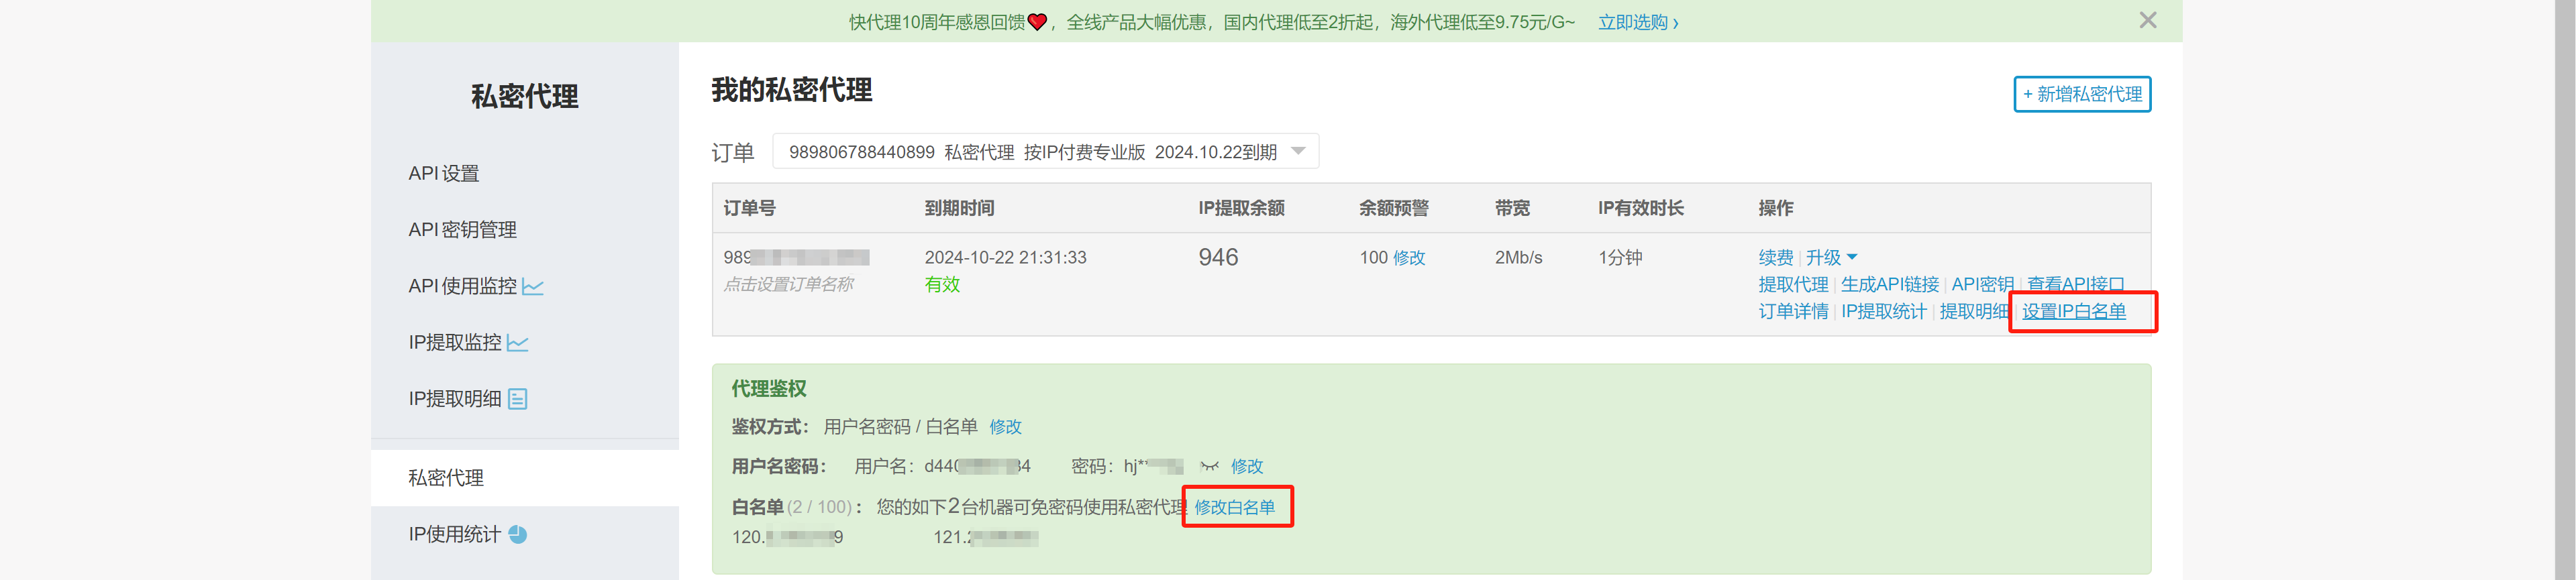 快代理10周年感恩回馈❤，全线产品大幅优惠，国内代理低至2折起，海外代理低至9.75元/G~ 立即选购 ›
私密代理
API 设置
API 密钥管理
API 使用监控
IP提取监控
IP提取明细
私密代理
IP使用统计
我的私密代理
+ 新增私密代理
订单 989806788440899 私密代理 按IP付费专业版 2024.10.22到期
订单号 到期时间 IP提取余额 余额预警 带宽 IP有效时长 操作
989 2024-10-22 21:31:33 946 100 修改 2Mb/s 1分钟 续费 | 升级
点击设置订单名称 有效 提取代理 | 生成API链接 | API密钥 | 查看API接口
订单详情 | IP提取统计 | 提取明细 | 设置IP白名单
代理鉴权
鉴权方式： 用户名密码 / 白名单 修改
用户名密码： 用户名：d440 34 密码：hj** 修改
白名单 (2 / 100)： 您的如下2台机器可免密码使用私密代理 修改白名单
120. 9 121.2